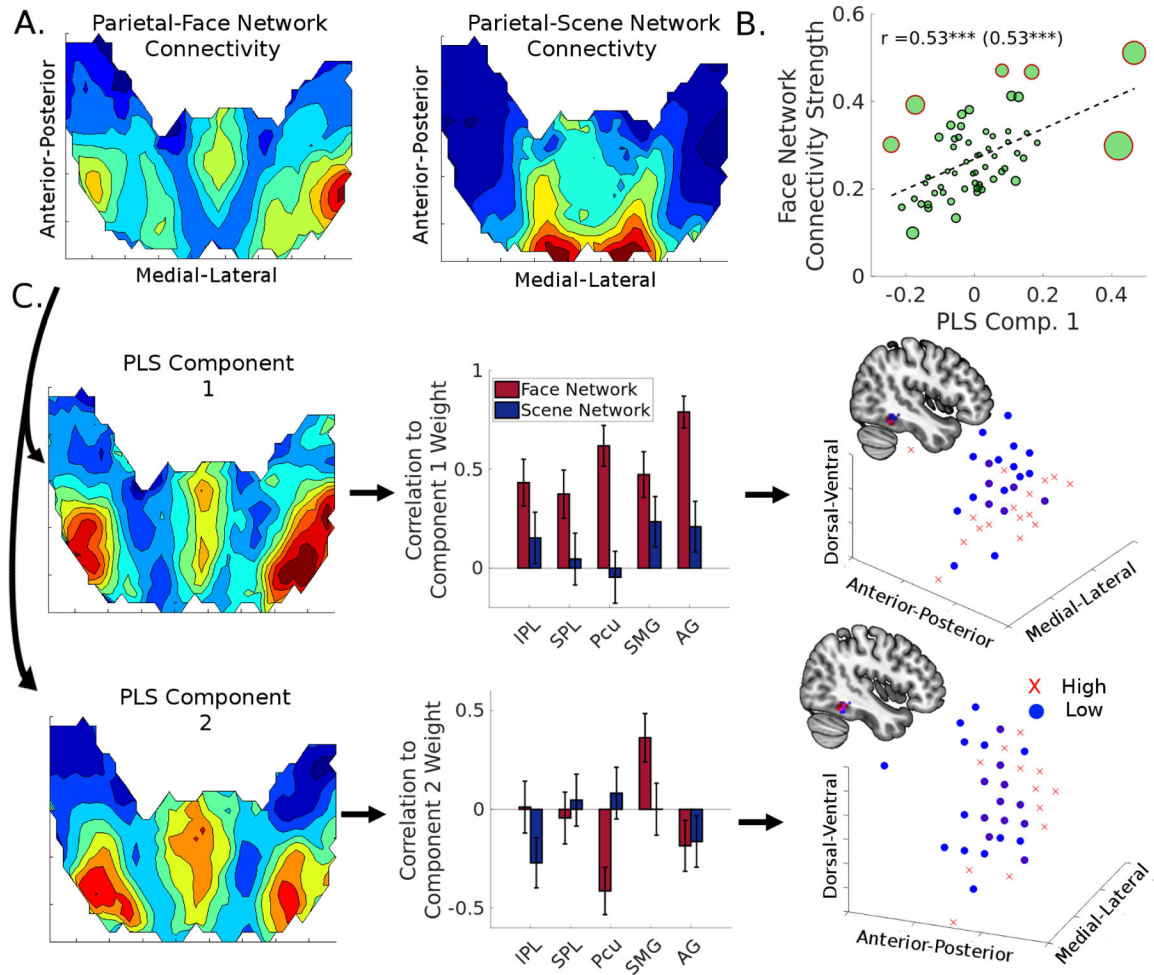 A.
Parietal-Face Network
Connectivity
Anterior-Posterior
Parietal-Scene Network
Connectivty
Anterior-Posterior
Medial-Lateral
B.
r =0.53*** (0.53***)
Face Network
Connectivity Strength
0.6
0.4
0.2
0
-0.2
0
0.2
0.4
PLS Comp. 1
C.
PLS Component
1
Correlation to
Component 1 Weight
1
0.5
0
Face Network
Scene Network
IPL
SPL
Pcu
SMG
AG
Dorsal-Ventral
Anterior-Posterior
Medial-Lateral
PLS Component
2
Correlation to
Component 2 Weight
0.5
0
-0.5
IPL
SPL
Pcu
SMG
AG
X High
Low
Dorsal-Ventral
Anterior-Posterior
Medial-Lateral